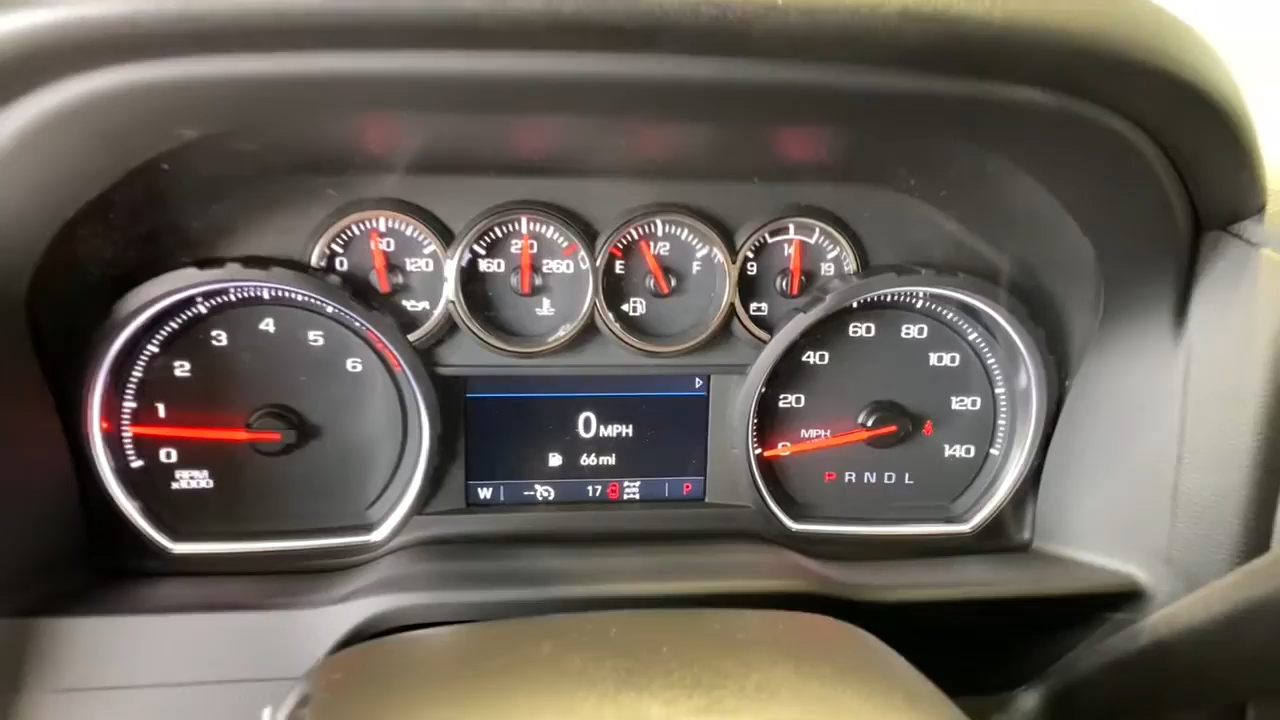 0 60 120
160 210 260
E 1/2 F
9 14 19
0 1 2 3 4 5 6
RPM
x1000
0 MPH
66 mi
W -- 17 AUTO P
0 20 40 60 80 100 120 140
MPH
P R N D L